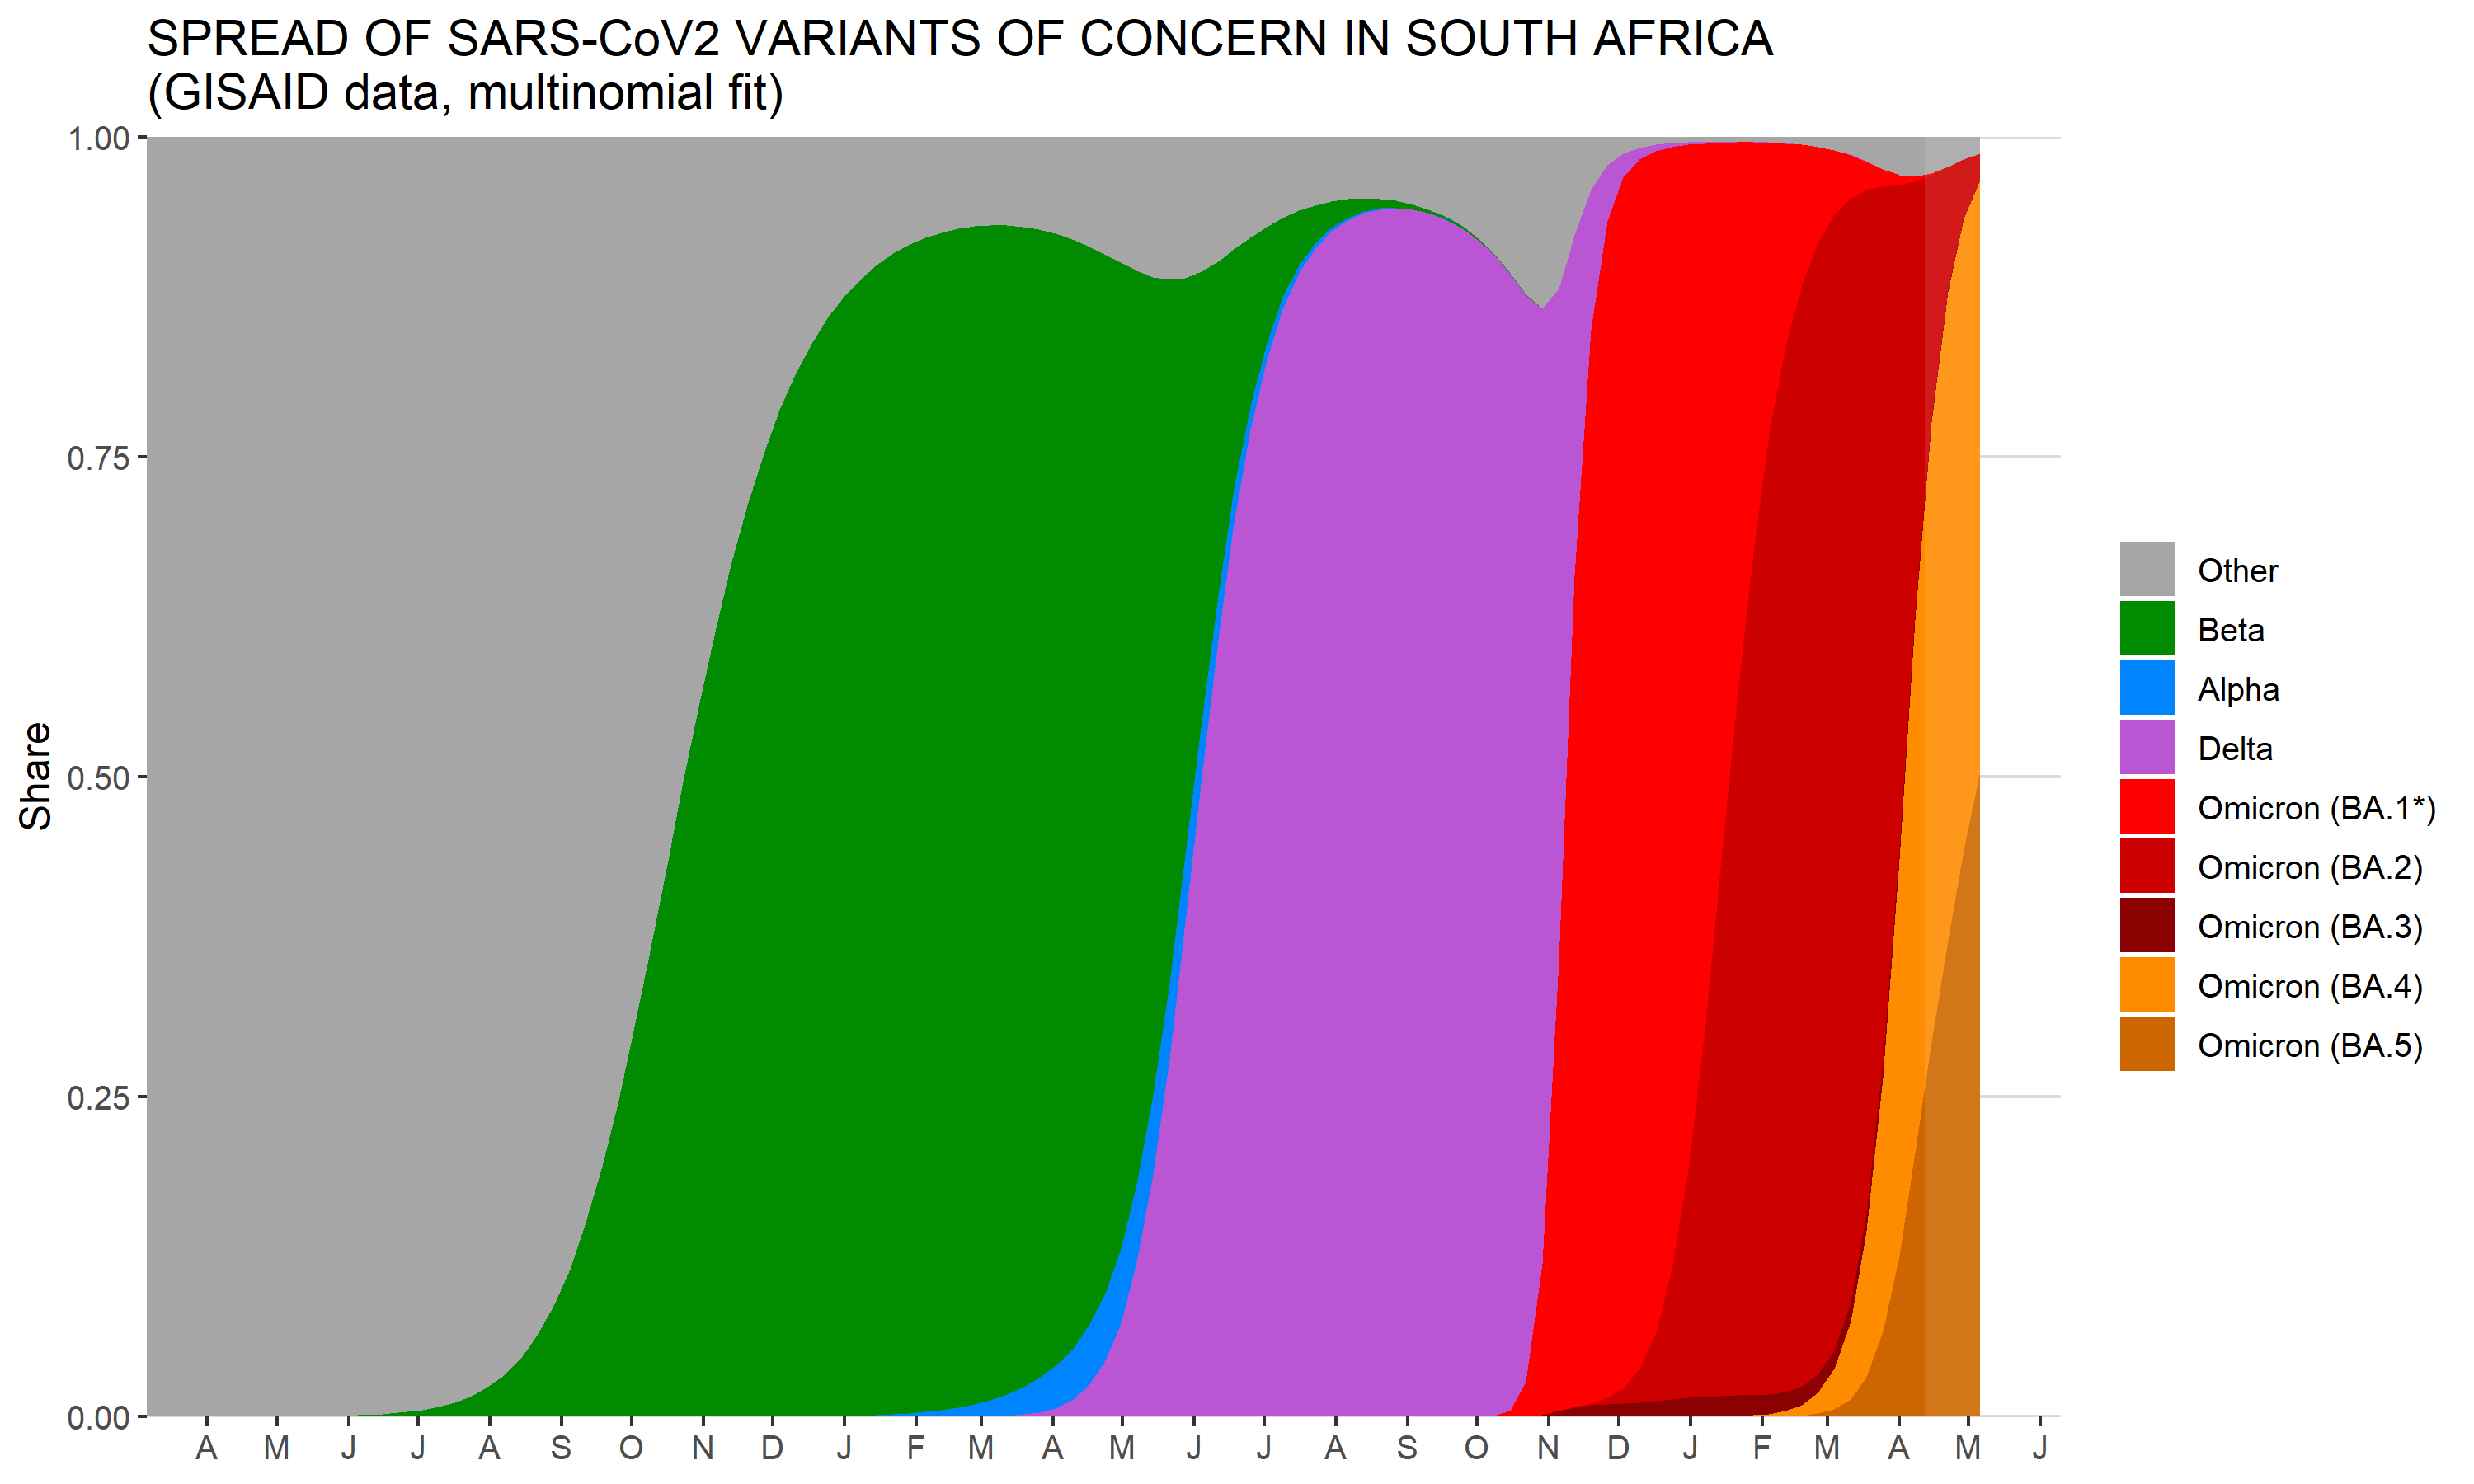 SPREAD OF SARS-CoV2 VARIANTS OF CONCERN IN SOUTH AFRICA
(GISAID data, multinomial fit)
1.00
0.75
0.50
0.25
0.00
Share
A M J J A S O N D J F M A M J J A S O N D J F M A M J
Other
Beta
Alpha
Delta
Omicron (BA.1*)
Omicron (BA.2)
Omicron (BA.3)
Omicron (BA.4)
Omicron (BA.5)